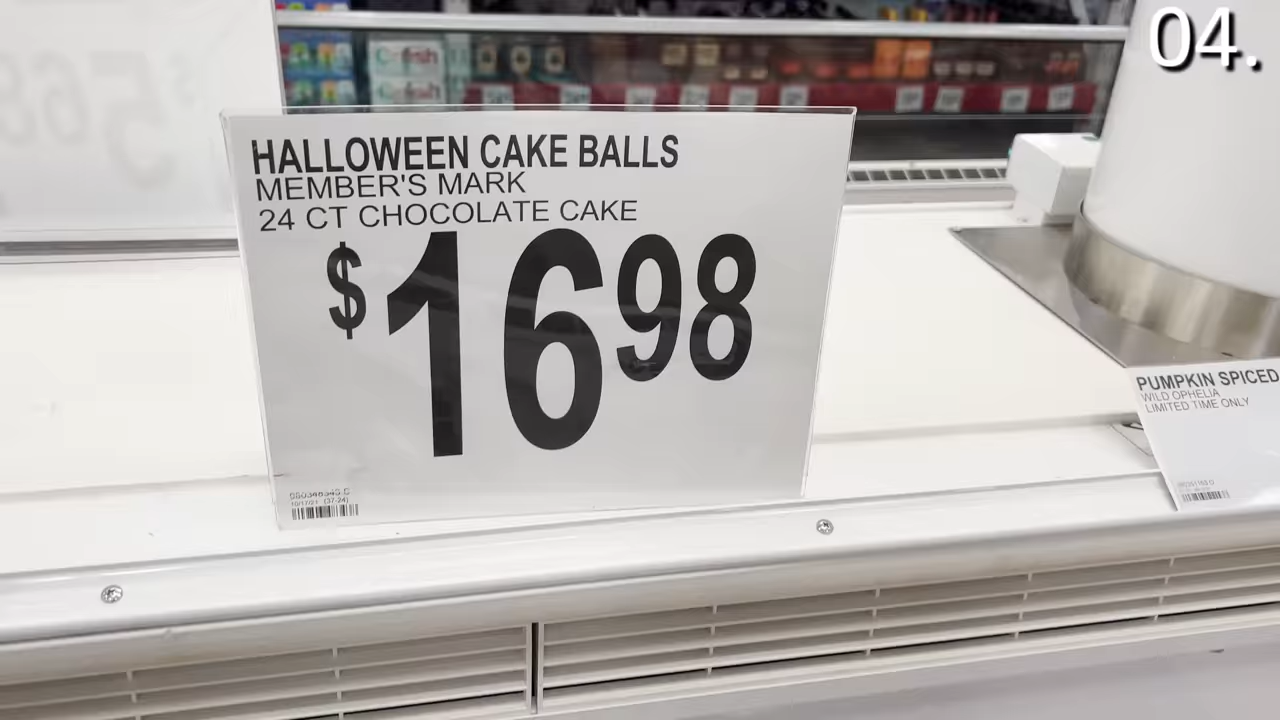 04.
HALLOWEEN CAKE BALLS
MEMBER'S MARK
24 CT CHOCOLATE CAKE
$1698
PUMPKIN SPICED
WILD OPHELIA
LIMITED TIME ONLY